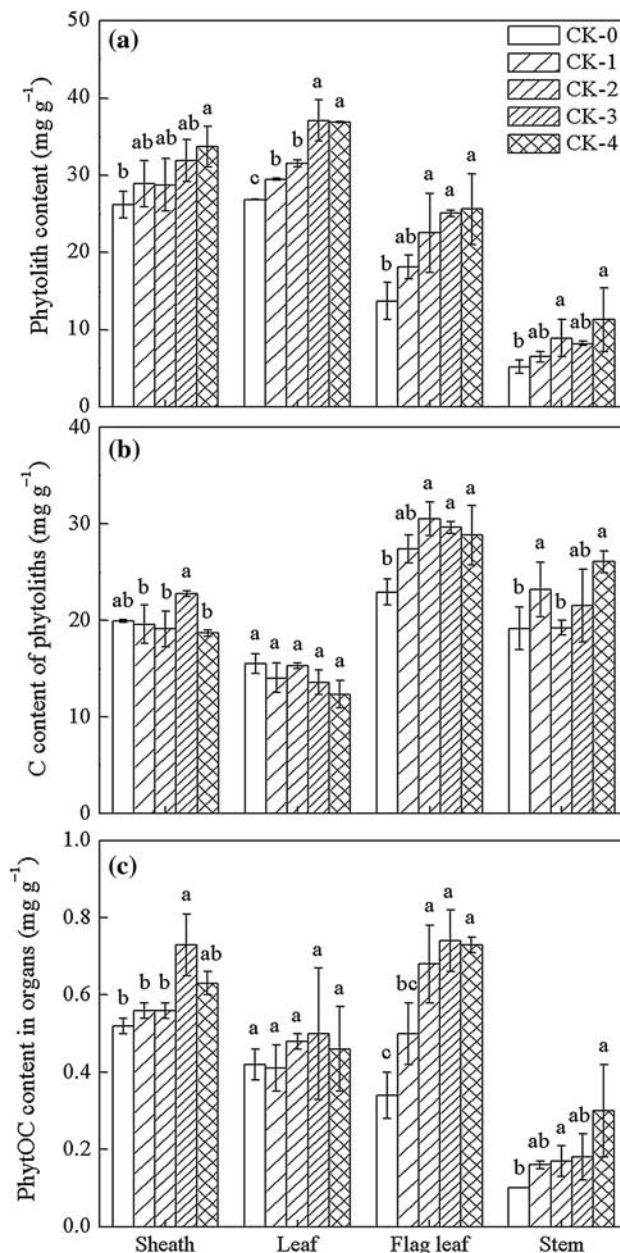 (a)
CK-0
CK-1
CK-2
CK-3
CK-4
Phytolith content (mg g⁻¹)
50
40
30
20
10
0
b ab ab ab a
c b b a a
b ab a a a
b ab a ab a
(b)
C content of phytoliths (mg g⁻¹)
40
30
20
10
0
ab b b a b
a a a a a
b ab a a a
b a b ab a
(c)
PhytOC content in organs (mg g⁻¹)
1.0
0.8
0.6
0.4
0.2
0.0
b b b a ab
a a a a a
c bc a a a
b ab a ab a
Sheath Leaf Flag leaf Stem